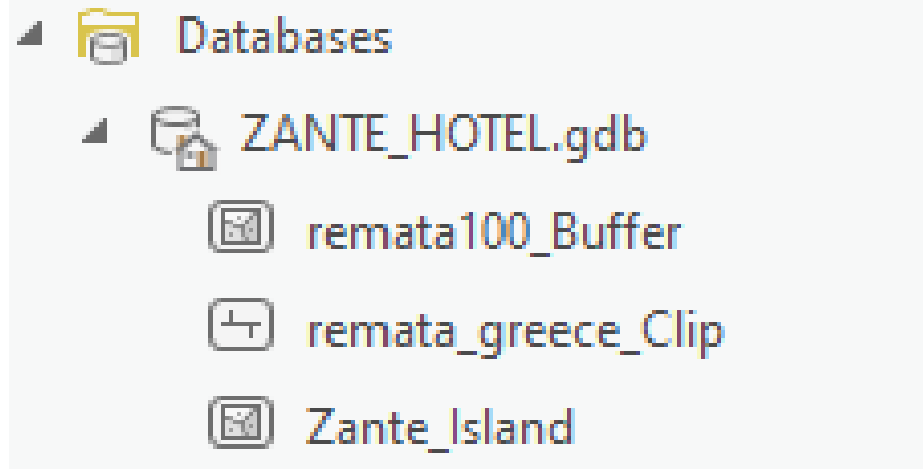 Databases
ZANTE_HOTEL.gdb
remata100_Buffer
remata_greece_Clip
Zante_Island